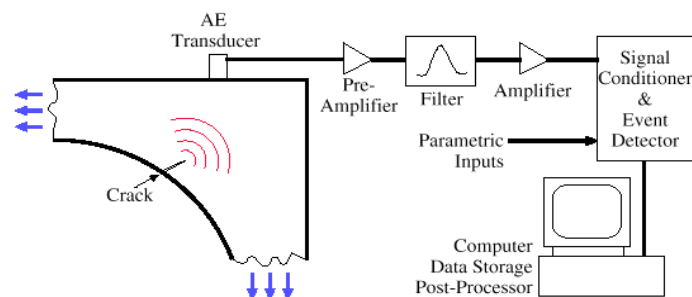 AE
Transducer
Pre-
Amplifier
Filter
Amplifier
Signal
Conditioner
&
Event
Detector
Parametric
Inputs
Crack
Computer
Data Storage
Post-Processor